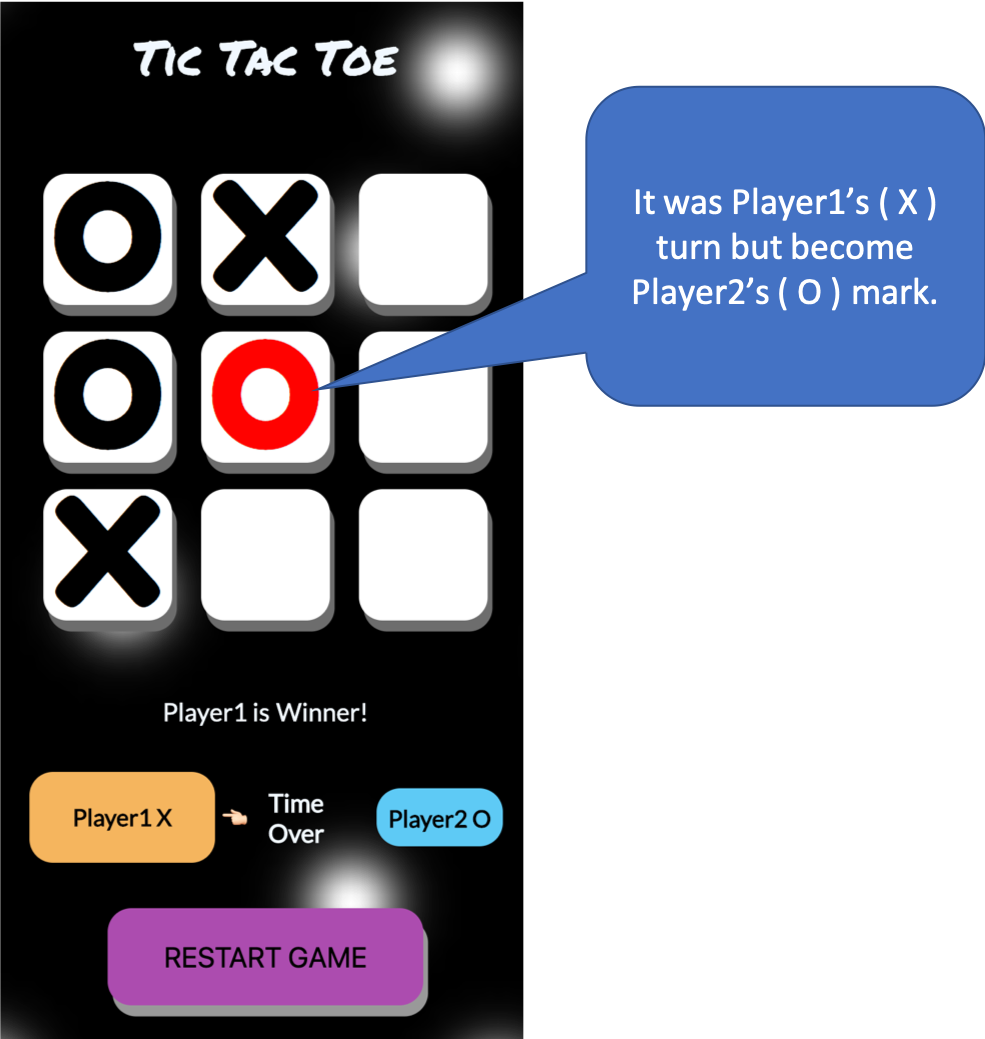 Tic Tac Toe
O X
O O
X
It was Player1's ( X )
turn but become
Player2's ( O ) mark.
Player1 is Winner!
Player1 X
Time
Over
Player2 O
RESTART GAME